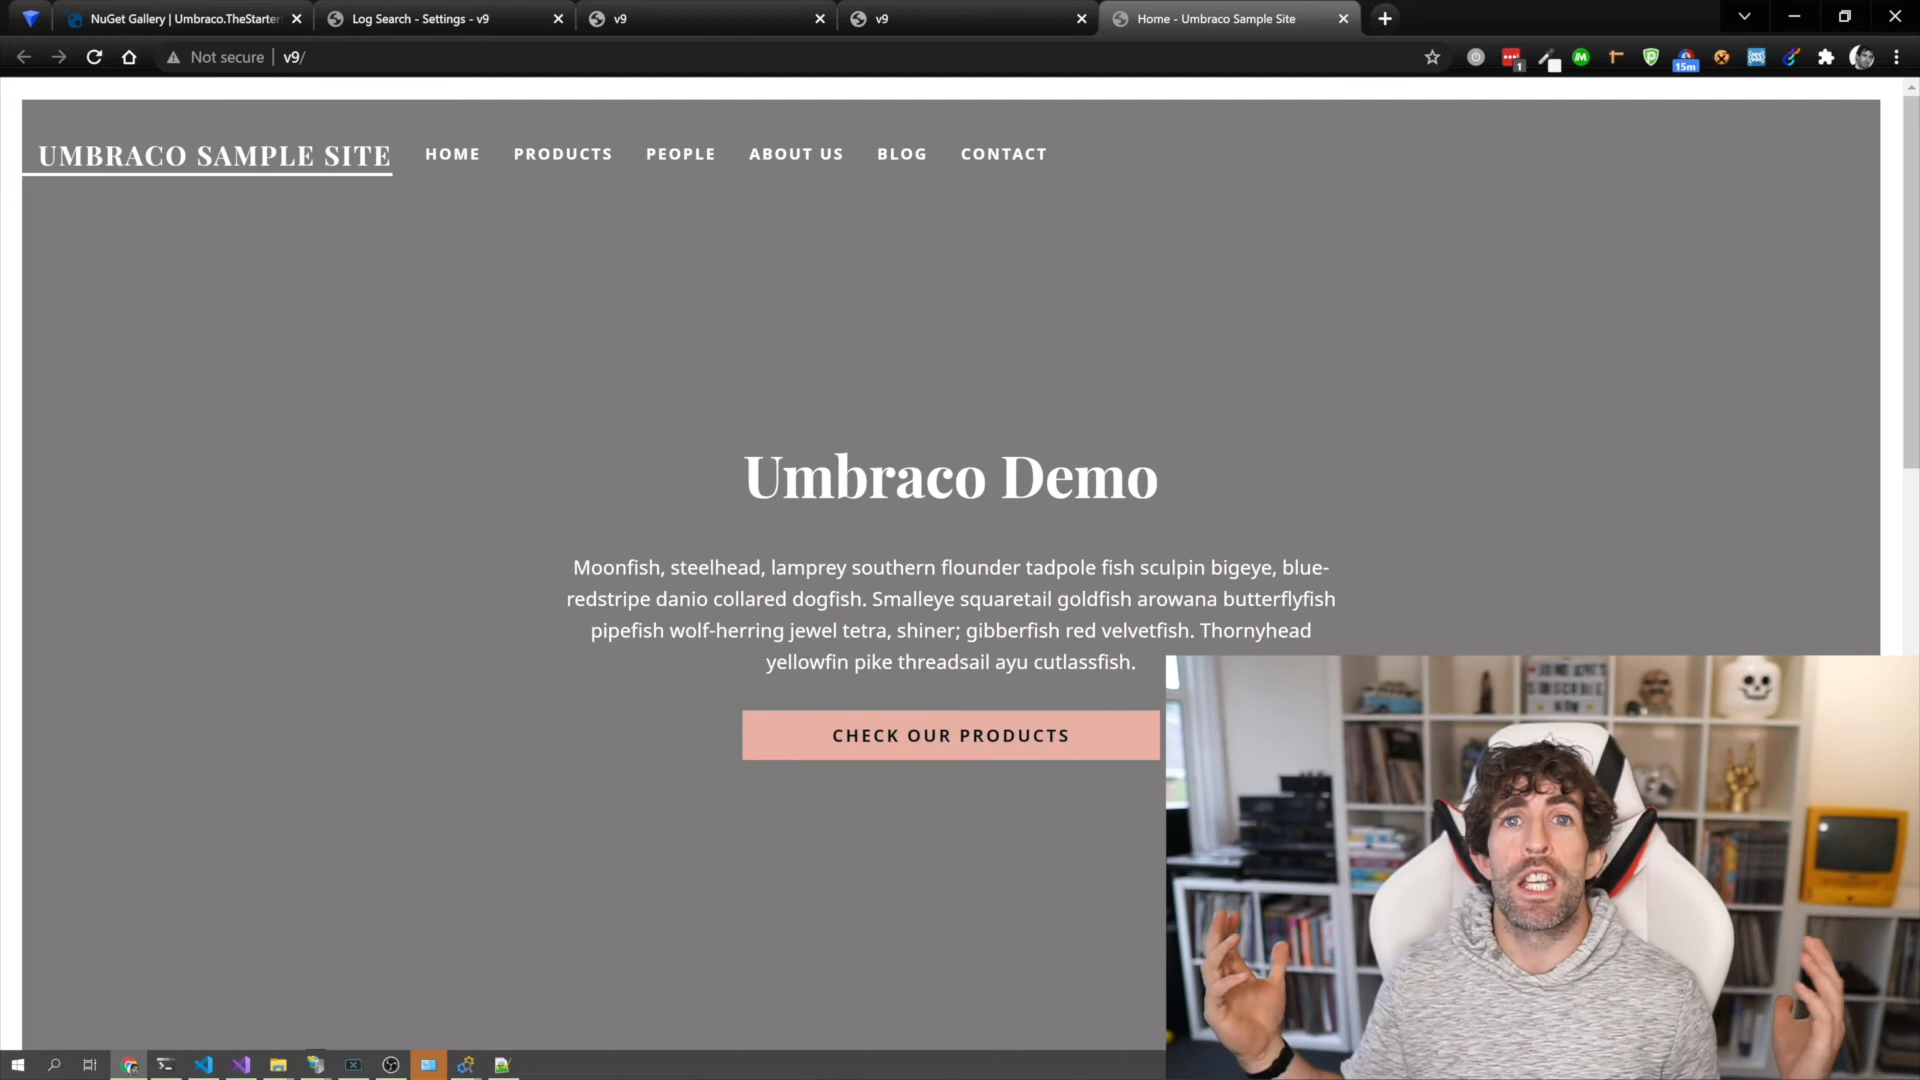 NuGet Gallery | Umbraco.TheStarter
Log Search - Settings - v9
v9
v9
Home - Umbraco Sample Site
Not secure
v9/
1
15m
UMBRACO SAMPLE SITE
HOME
PRODUCTS
PEOPLE
ABOUT US
BLOG
CONTACT
Umbraco Demo
Moonfish, steelhead, lamprey southern flounder tadpole fish sculpin bigeye, blue-
redstripe danio collared dogfish. Smalleye squaretail goldfish arowana butterflyfish
pipefish wolf-herring jewel tetra, shiner; gibberfish red velvetfish. Thornyhead
yellowfin pike threadsail ayu cutlassfish.
CHECK OUR PRODUCTS